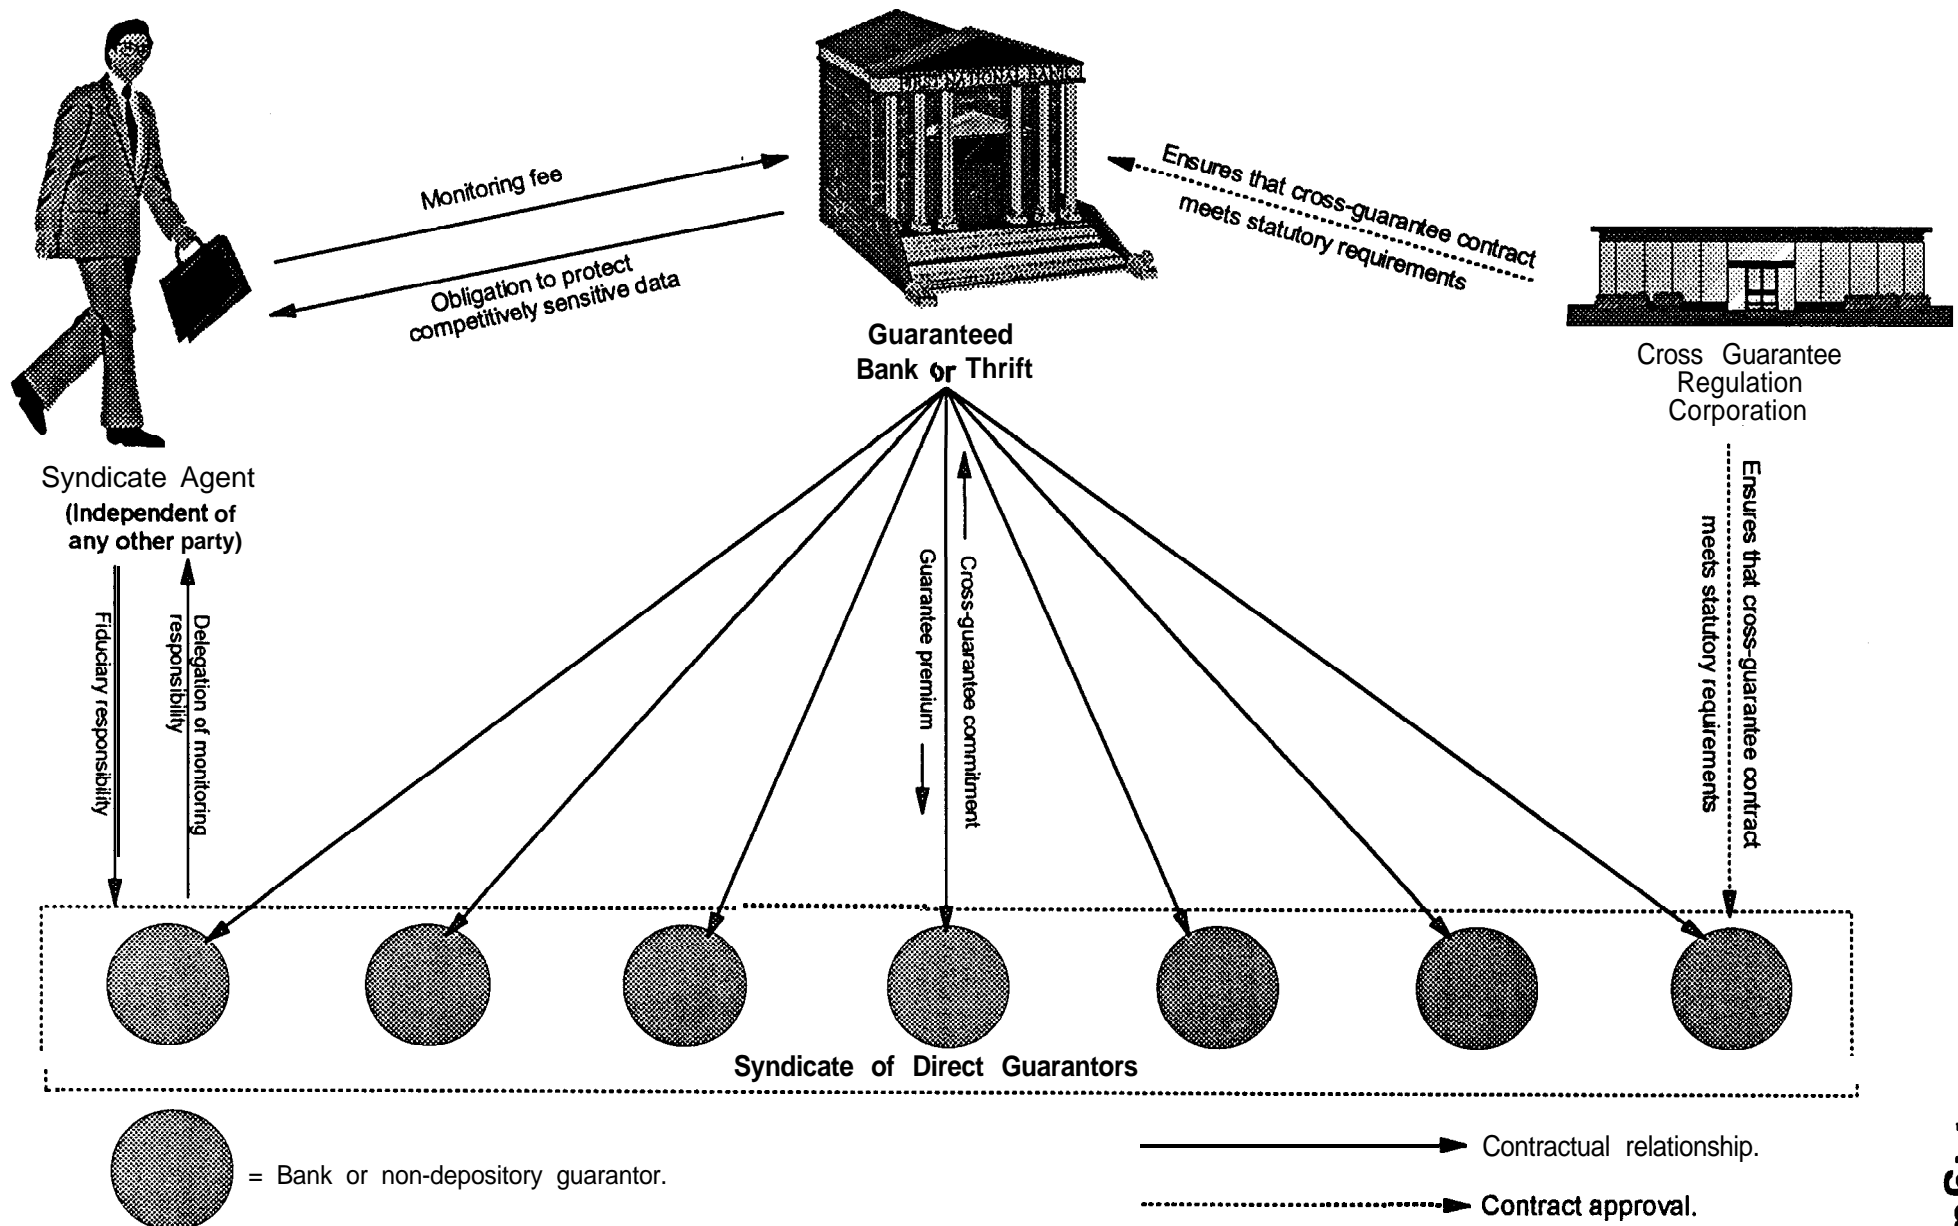 FIRST NATIONAL BANK
Monitoring fee
Obligation to protect
competitively sensitive data
Ensures that cross-guarantee contract
meets statutory requirements
Guaranteed
Bank or Thrift
Cross Guarantee
Regulation
Corporation
Syndicate Agent
(Independent of
any other party)
Fiduciary responsibility
Delegation of monitoring
responsibility
Guarantee premium
Cross-guarantee commitment
Ensures that cross-guarantee contract
meets statutory requirements
Syndicate of Direct Guarantors
= Bank or non-depository guarantor.
Contractual relationship.
Contract approval.